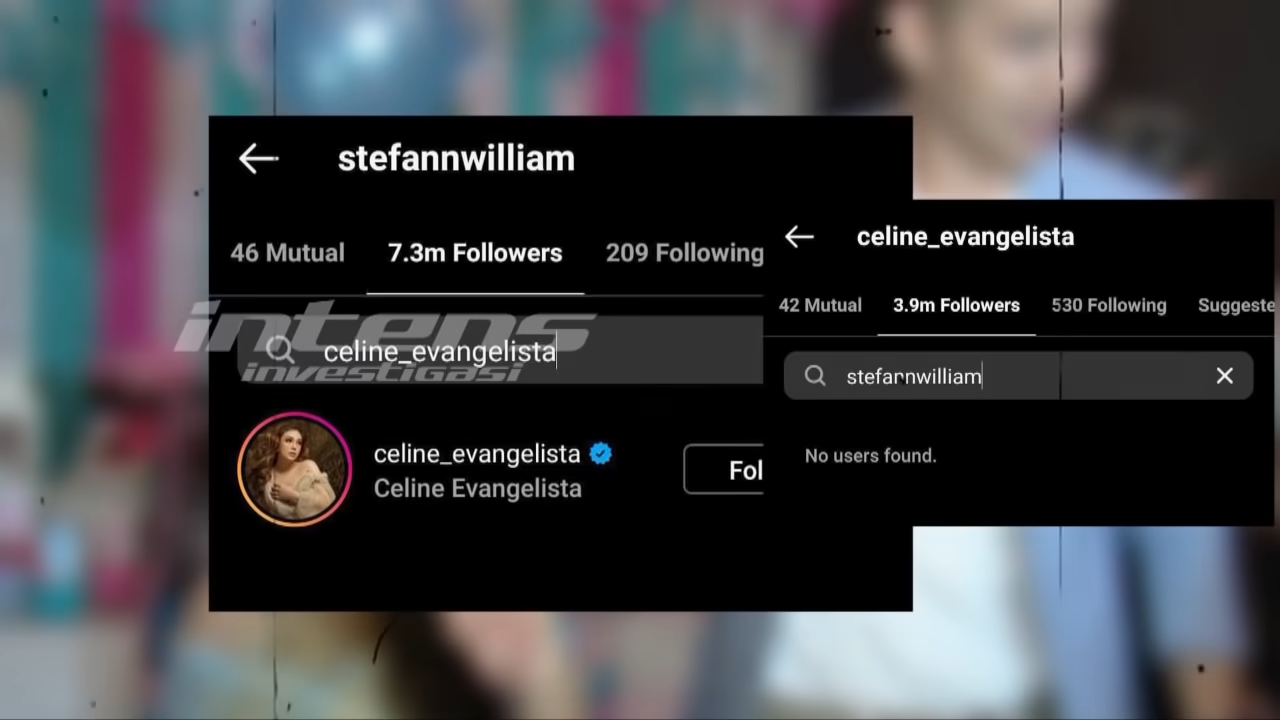 stefannwilliam
46 Mutual 7.3m Followers 209 Following
intens
investigasi
celine_evangelista
celine_evangelista
Celine Evangelista
Fol
celine_evangelista
42 Mutual 3.9m Followers 530 Following Suggeste
stefannwilliam
No users found.